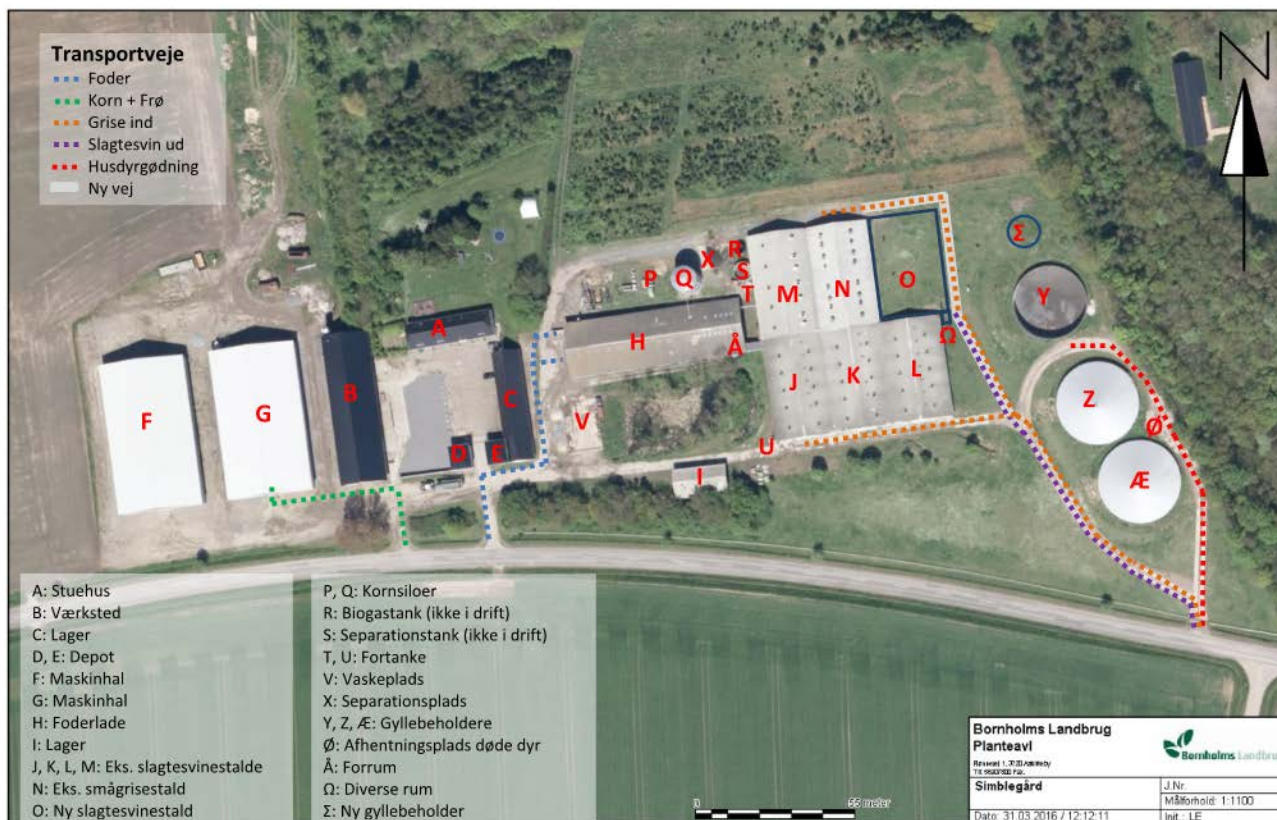 Transportveje
Foder
Korn + Frø
Grise ind
Slagtesvin ud
Husdyrgødning
Ny vej
N
Σ
R
X
S
P
Q
T
M
N
O
Y
A
H
Å
Ω
B
C
J
K
L
Z
F
G
V
Ø
D
E
U
I
Æ
A: Stuehus
B: Værksted
C: Lager
D, E: Depot
F: Maskinhal
G: Maskinhal
H: Foderlade
I: Lager
J, K, L, M: Eks. slagtesvinestalde
N: Eks. smågrisestald
O: Ny slagtesvinestald
P, Q: Kornsiloer
R: Biogastank (ikke i drift)
S: Separationstank (ikke i drift)
T, U: Fortanke
V: Vaskeplads
X: Separationsplads
Y, Z, Æ: Gyllebeholdere
Ø: Afhentningsplads døde dyr
Å: Forrum
Ω: Diverse rum
Σ: Ny gyllebeholder
0 55 meter
Bornholms Landbrug
Planteavl
Bornholms Landbrug
Simblegård
J.Nr.
Målforhold: 1:1100
Dato: 31.03.2016 / 12:12:11
Init.: LE